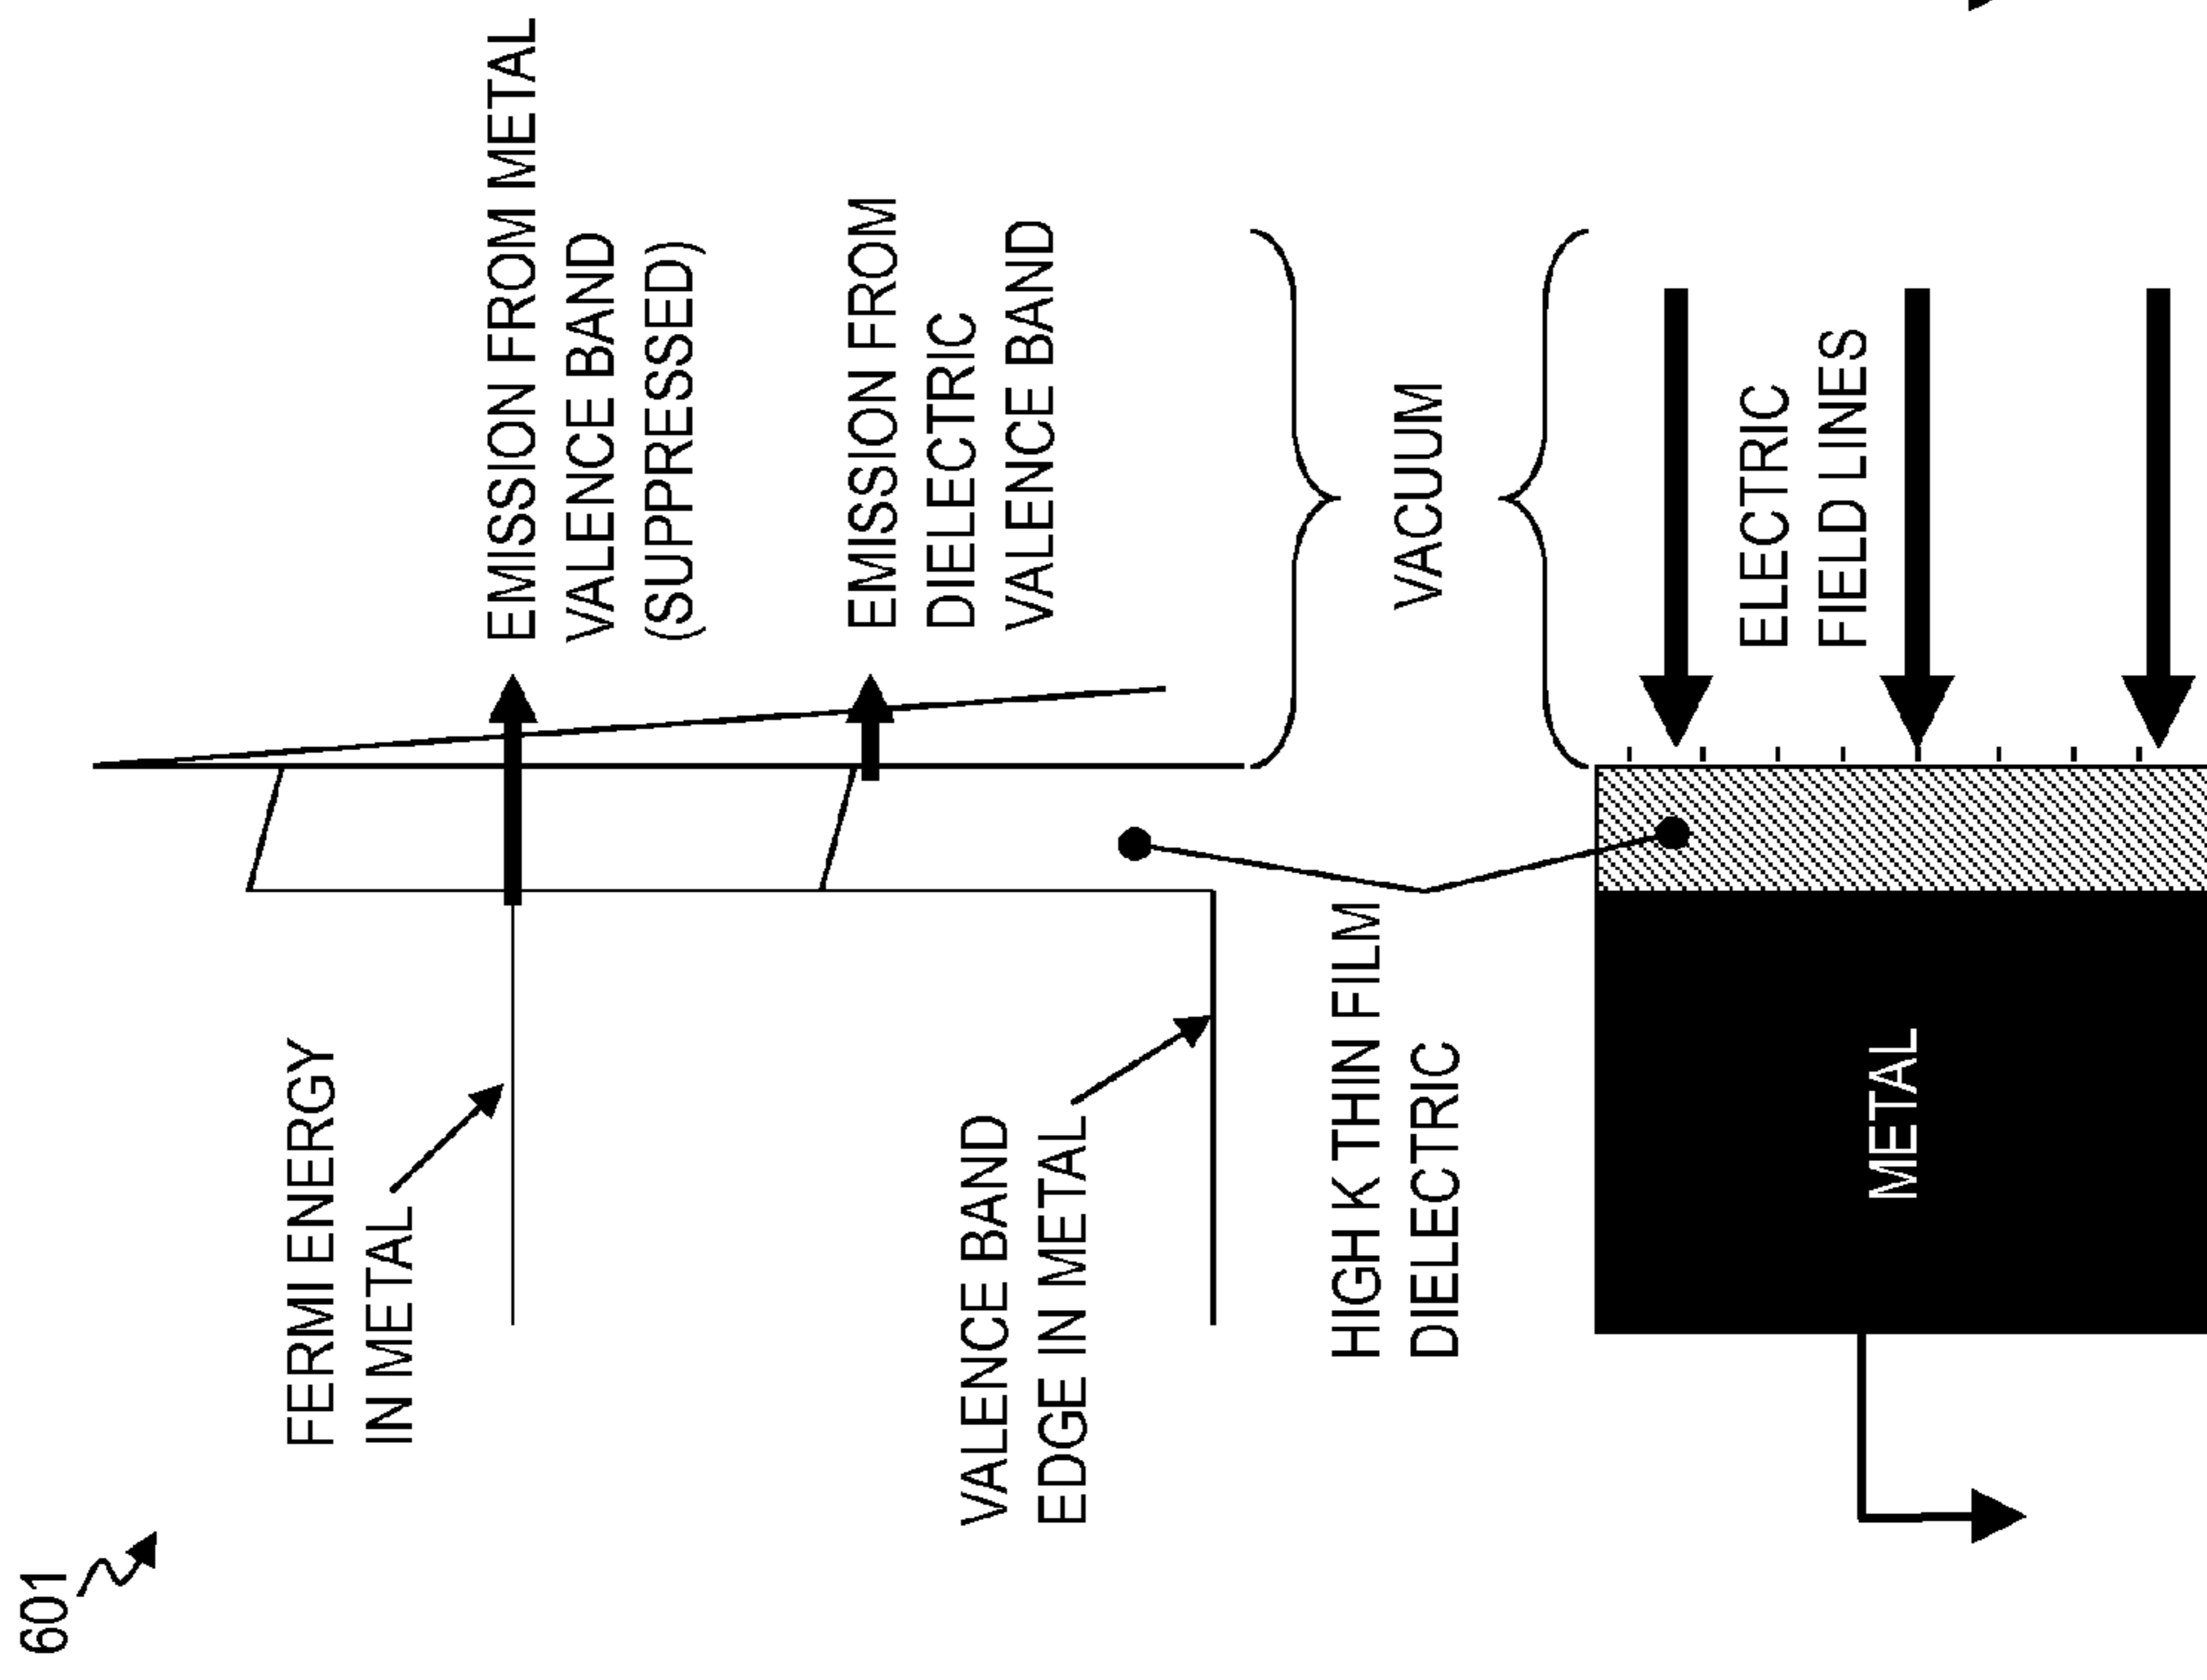 601
FERMI ENERGY
IN METAL
EMISSION FROM METAL
VALENCE BAND
(SUPPRESSED)
EMISSION FROM
DIELECTRIC
VALENCE BAND
VALENCE BAND
EDGE IN METAL
HIGH K THIN FILM
DIELECTRIC
VACUUM
ELECTRIC
FIELD LINES
METAL